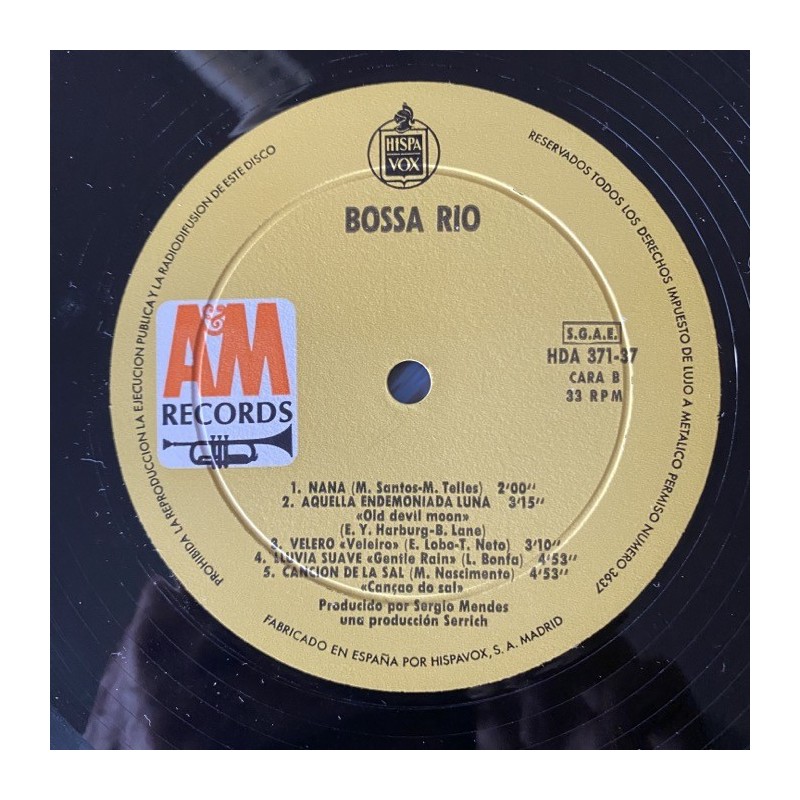 HISPA
VOX
BOSSA RIO
PROHIBIDA LA REPRODUCCION LA EJECUCION PUBLICA Y LA RADIODIFUSION DE ESTE DISCO
RESERVADOS TODOS LOS DERECHOS IMPUESTO DE LUJO A METALICO PERMISO NUMERO 3637
A&M
RECORDS
S.G.A.E.
HDA 371-37
CARA B
33 RPM
1. NANA (M. Santos-M. Telles) 2'00''
2. AQUELLA ENDEMONIADA LUNA 3'15''
«Old devil moon»
(E. Y. Harburg-B. Lane)
3. VELERO «Veleiro» (E. Lobo-T. Neto) 3'10''
4. LLUVIA SUAVE «Gentle Rain» (L. Bonfa) 4'53''
5. CANCION DE LA SAL (M. Nascimento) 4'53''
«Cançao do sal»
Producido por Sergio Mendes
una producción Serrich
FABRICADO EN ESPAÑA POR HISPAVOX, S. A. MADRID